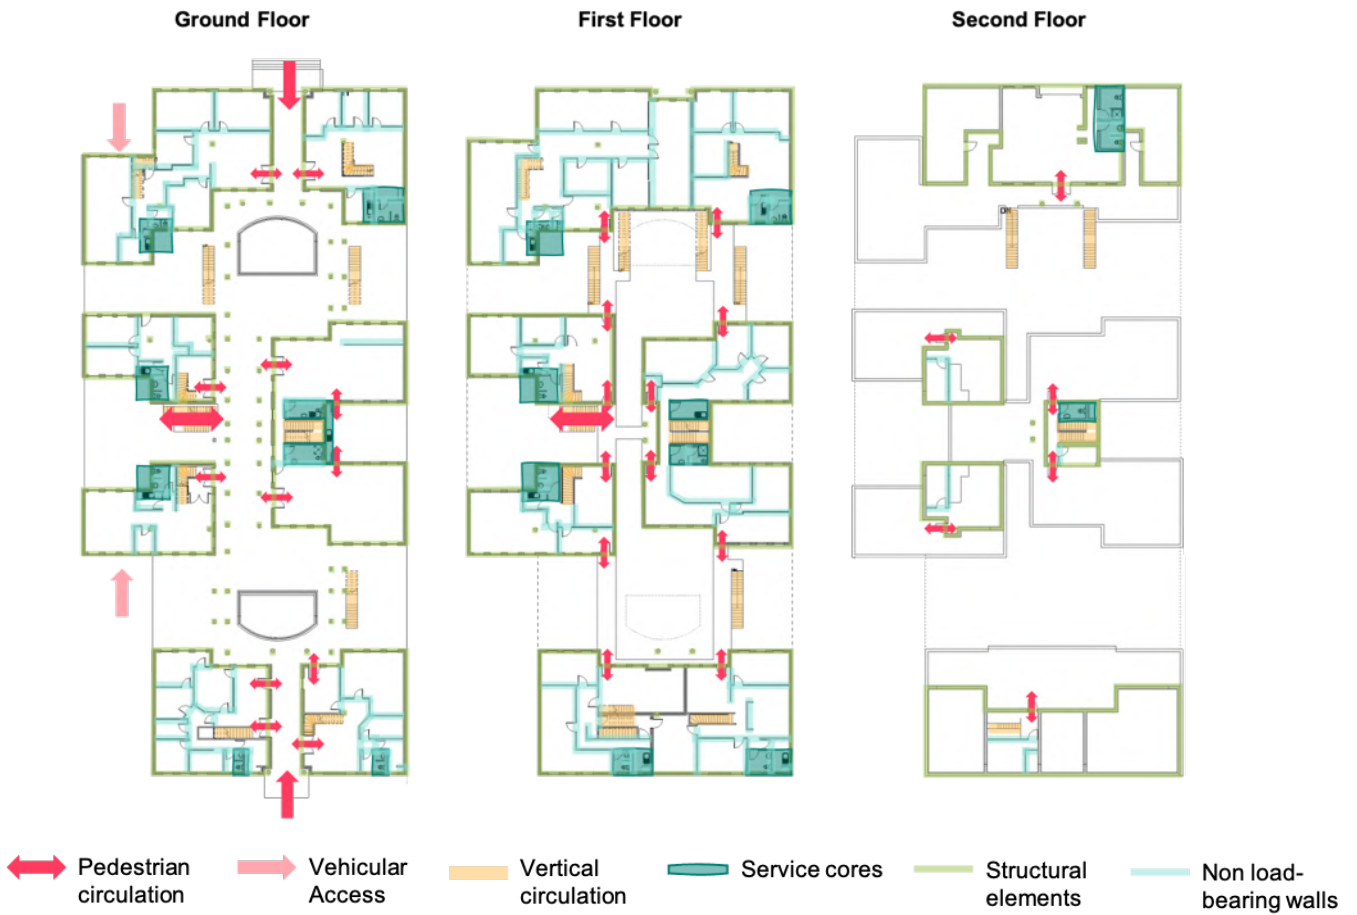 Ground Floor
First Floor
Second Floor
DN
Pedestrian
circulation
Vehicular
Access
Vertical
circulation
Service cores
Structural
elements
Non load-
bearing walls